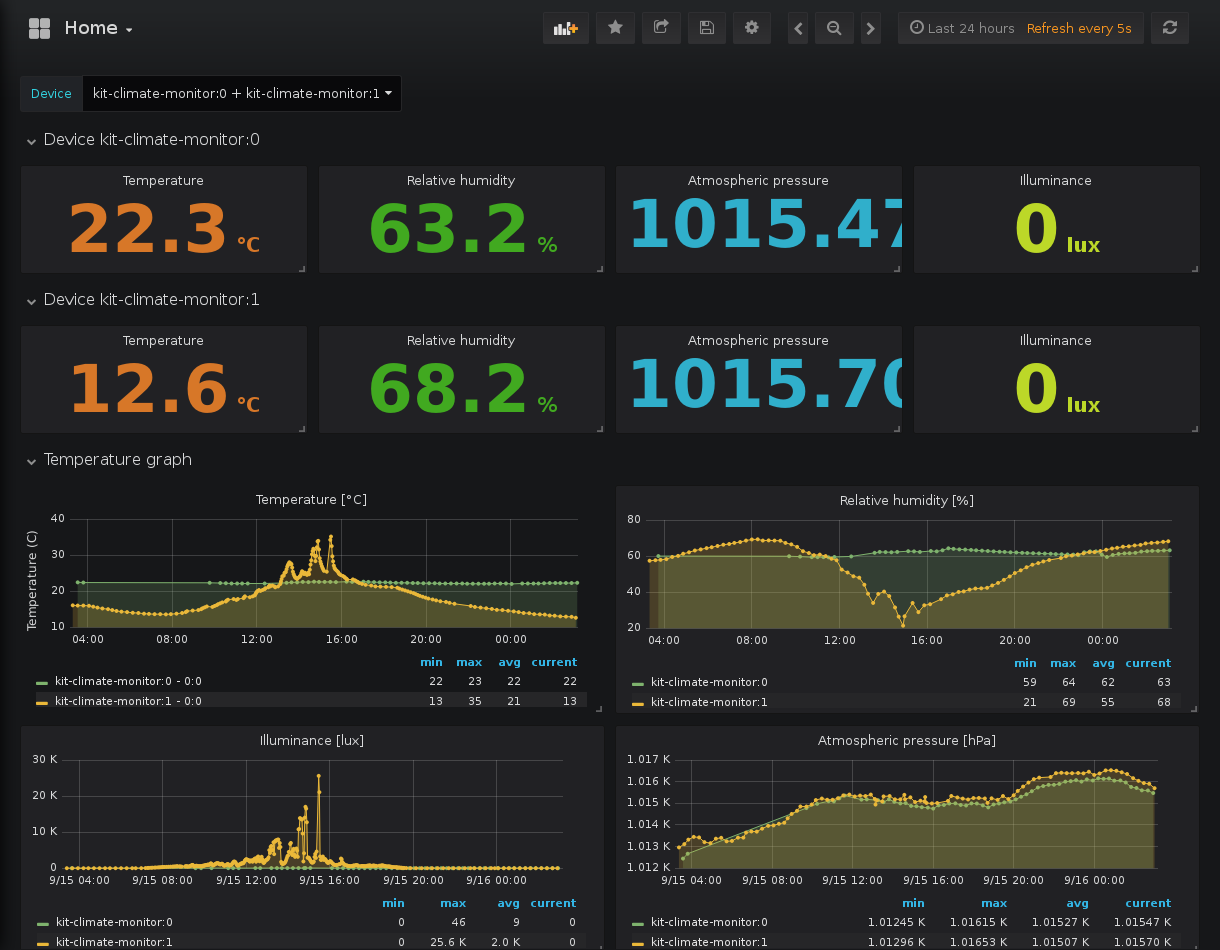 Home
Last 24 hours Refresh every 5s
Device kit-climate-monitor:0 + kit-climate-monitor:1
Device kit-climate-monitor:0
Temperature Relative humidity Atmospheric pressure Illuminance
22.3 °C 63.2 % 1015.47 0 lux
Device kit-climate-monitor:1
Temperature Relative humidity Atmospheric pressure Illuminance
12.6 °C 68.2 % 1015.70 0 lux
Temperature graph
Temperature [°C]
Temperature (C)
40
30
20
10
04:00 08:00 12:00 16:00 20:00 00:00
min max avg current
kit-climate-monitor:0 - 0:0 22 23 22 22
kit-climate-monitor:1 - 0:0 13 35 21 13
Relative humidity [%]
80
60
40
20
04:00 08:00 12:00 16:00 20:00 00:00
min max avg current
kit-climate-monitor:0 59 64 62 63
kit-climate-monitor:1 21 69 55 68
Illuminance [lux]
30 K
20 K
10 K
0
9/15 04:00 9/15 08:00 9/15 12:00 9/15 16:00 9/15 20:00 9/16 00:00
min max avg current
kit-climate-monitor:0 0 46 9 0
kit-climate-monitor:1 0 25.6 K 2.0 K 0
Atmospheric pressure [hPa]
1.017 K
1.016 K
1.015 K
1.014 K
1.013 K
1.012 K
9/15 04:00 9/15 08:00 9/15 12:00 9/15 16:00 9/15 20:00 9/16 00:00
min max avg current
kit-climate-monitor:0 1.01245 K 1.01615 K 1.01527 K 1.01547 K
kit-climate-monitor:1 1.01296 K 1.01653 K 1.01507 K 1.01570 K